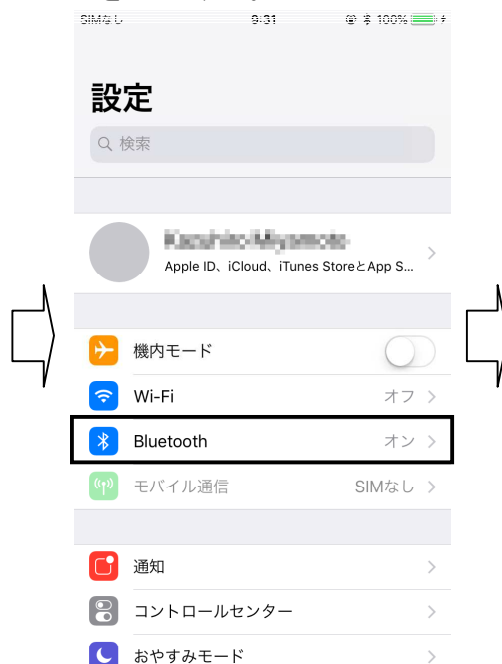 SIMなし 9:31 100%
設定
検索
Apple ID、iCloud、iTunes StoreとApp S...
機内モード
Wi-Fi オフ
Bluetooth オン
モバイル通信 SIMなし
通知
コントロールセンター
おやすみモード